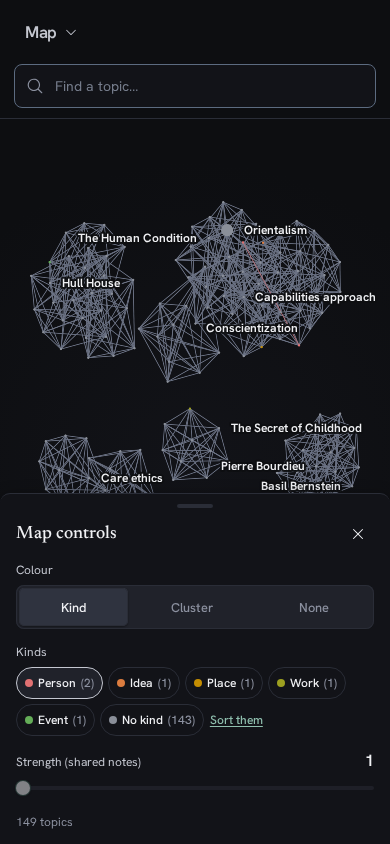 Map
Find a topic...
Orientalism
The Human Condition
Hull House
Capabilities approach
Conscientization
The Secret of Childhood
Pierre Bourdieu
Care ethics
Basil Bernstein
Map controls
Colour
Kind Cluster None
Kinds
Person (2) Idea (1) Place (1) Work (1)
Event (1) No kind (143) Sort them
Strength (shared notes) 1
149 topics